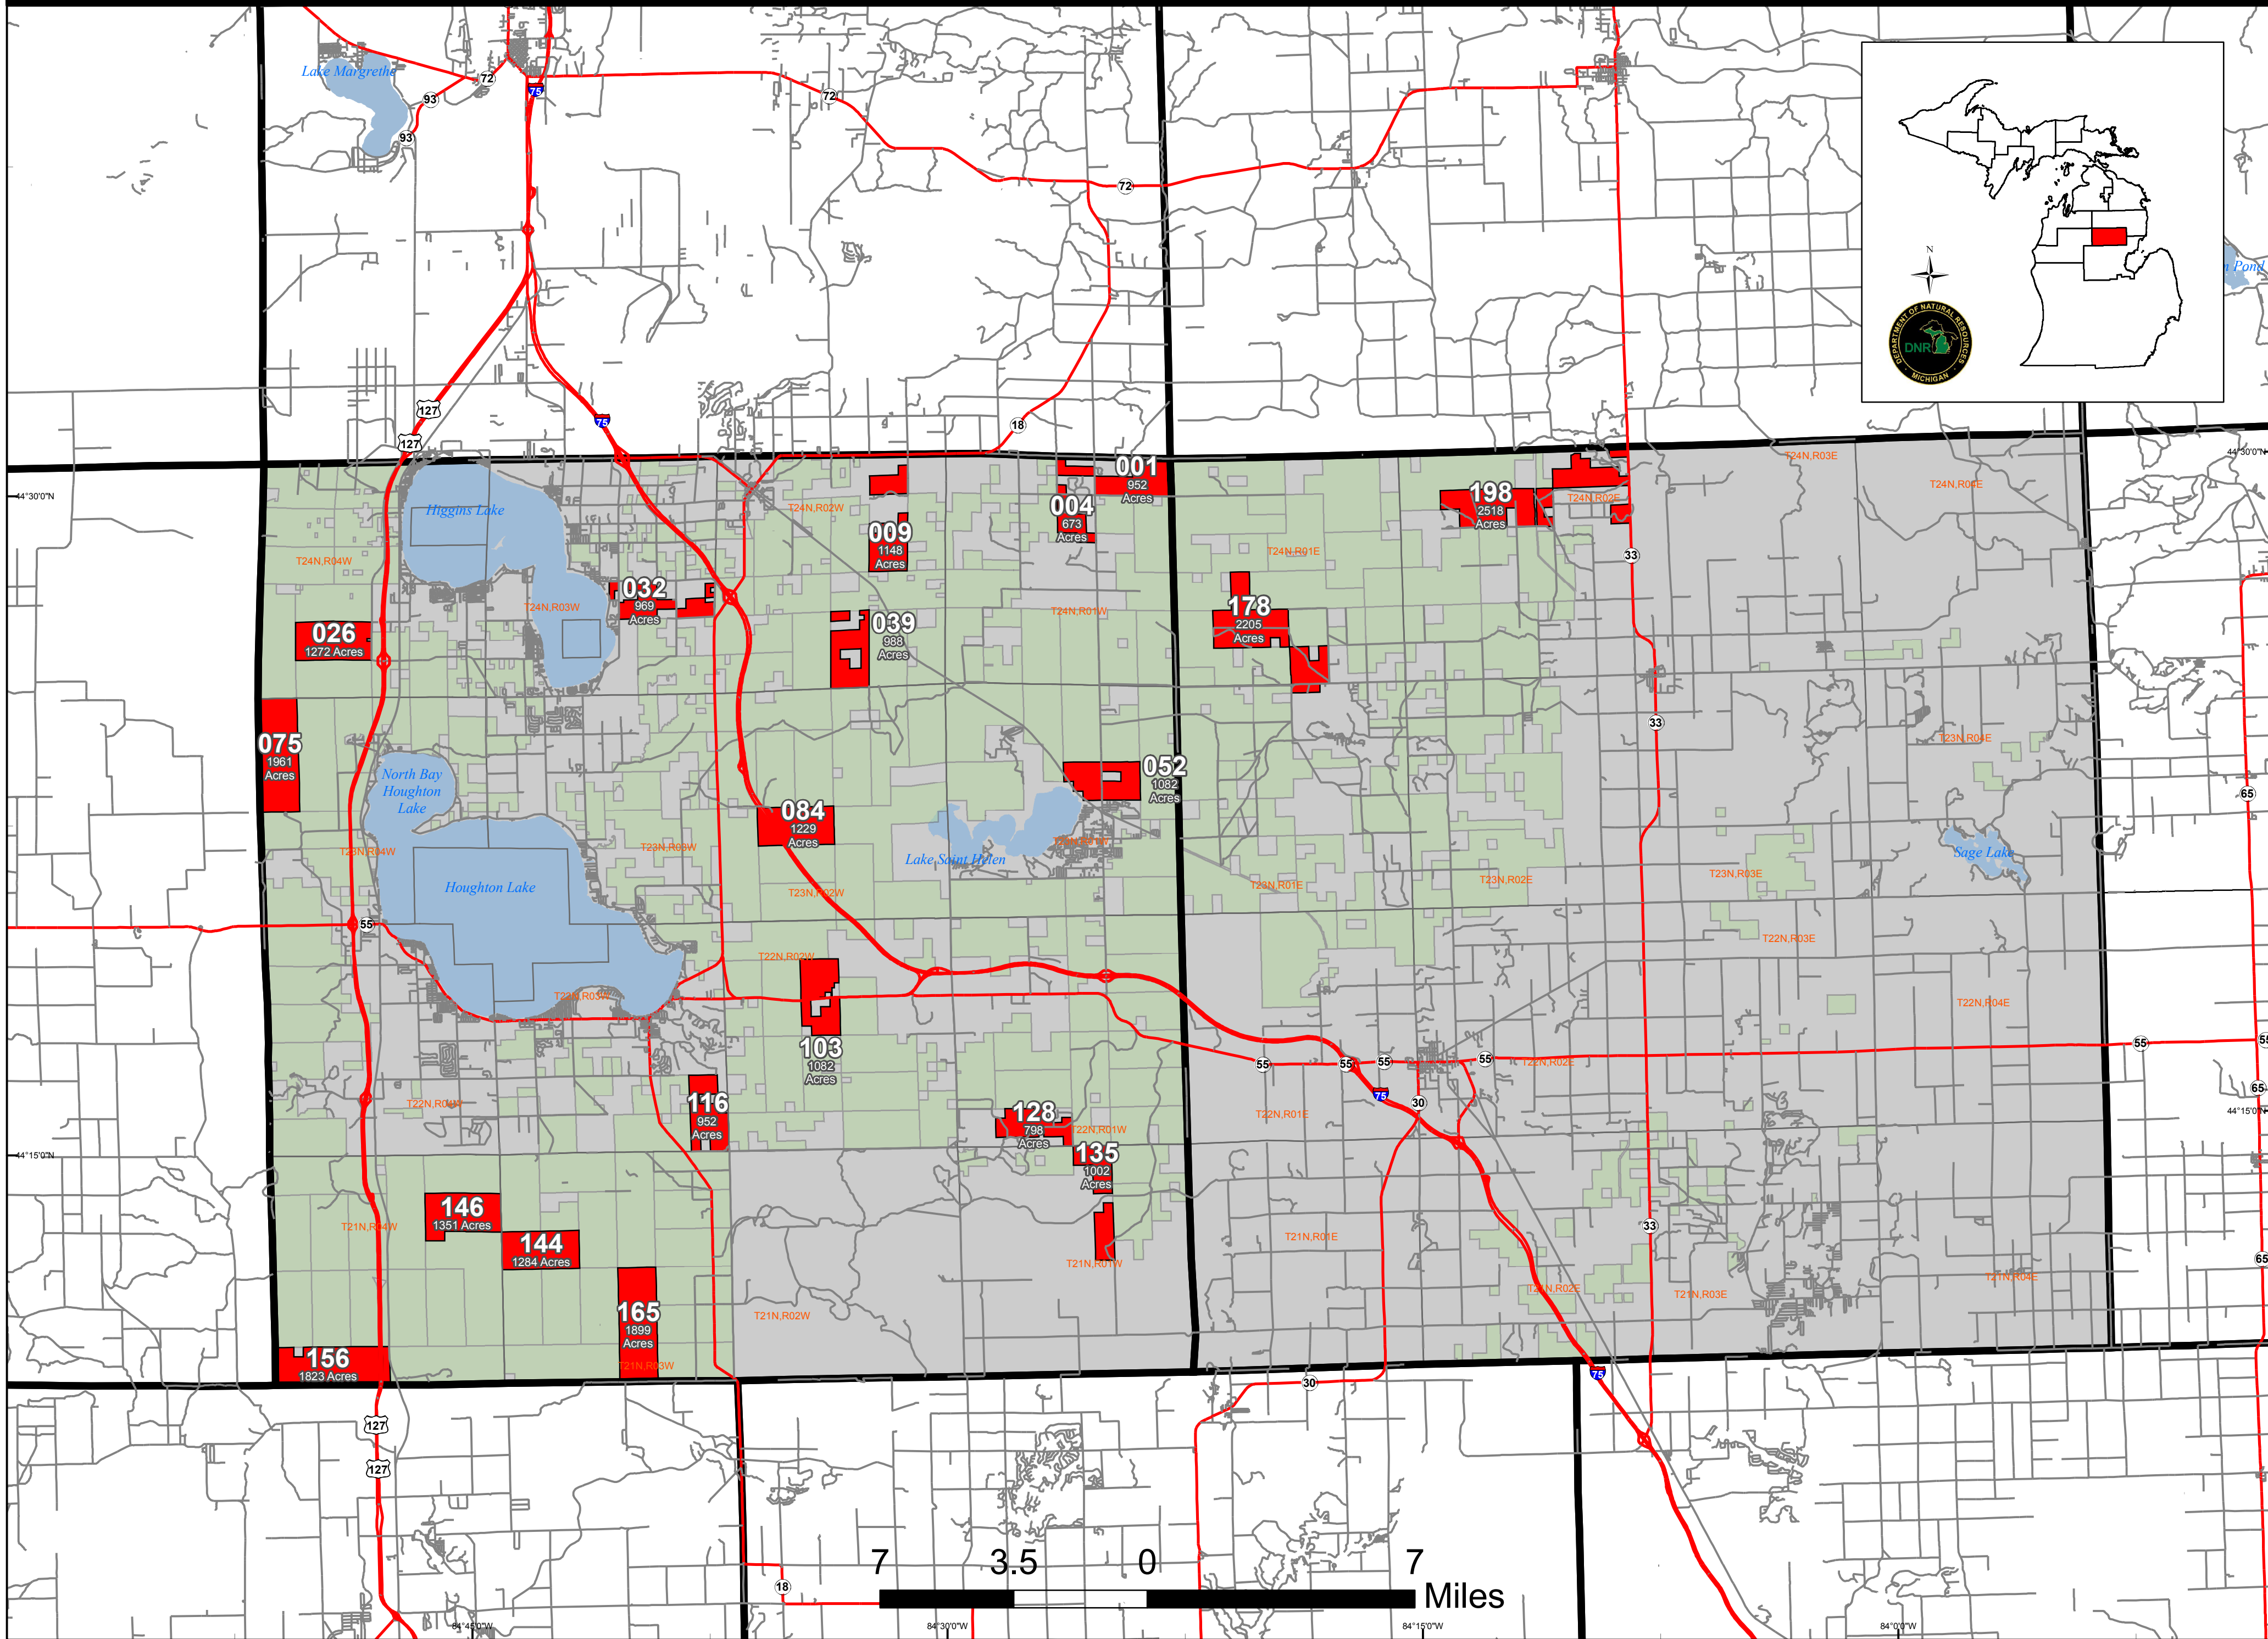 Lake Margrethe
72
93
93
75
72
72
N
n Pond
DEPARTMENT OF NATURAL RESOURCES
DNR
MICHIGAN
127
75
18
127
T24N,R03E
44°30'0"N
001
952
Acres
44°30'0"N
Higgins Lake
T24N,R02W
004
673
Acres
198
2518
Acres
T24N,R02E
T24N,R04E
009
1148
Acres
T24N,R01E
33
T24N,R04W
032
969
Acres
T24N,R03W
T24N,R01W
178
2205
Acres
026
1272 Acres
039
988
Acres
33
075
1961
Acres
T23N,R04E
North Bay
Houghton
Lake
052
1082
Acres
65
084
1229
Acres
T23N,R04W
T23N,R03W
Lake Saint Helen
Sage Lake
Houghton Lake
T23N,R02W
T23N,R01E
T23N,R02E
T23N,R03E
55
T22N,R03E
T22N,R02W
T22N,R04E
103
1082
Acres
55
55
55
55
55
55
T22N,R02E
65
75
30
T22N,R04W
116
952
Acres
128
798
Acres
T22N,R01W
T22N,R01E
44°15'0"N
44°15'0"N
135
1002
Acres
146
1351 Acres
T21N,R04W
33
144
1284 Acres
T21N,R01E
65
T21N,R01W
T21N,R04E
T21N,R02E
T21N,R03E
165
1899
Acres
T21N,R02W
T21N,R03W
156
1823 Acres
30
75
127
127
7
3.5
0
7
Miles
18
84°45'0"W
84°30'0"W
84°15'0"W
84°0'0"W